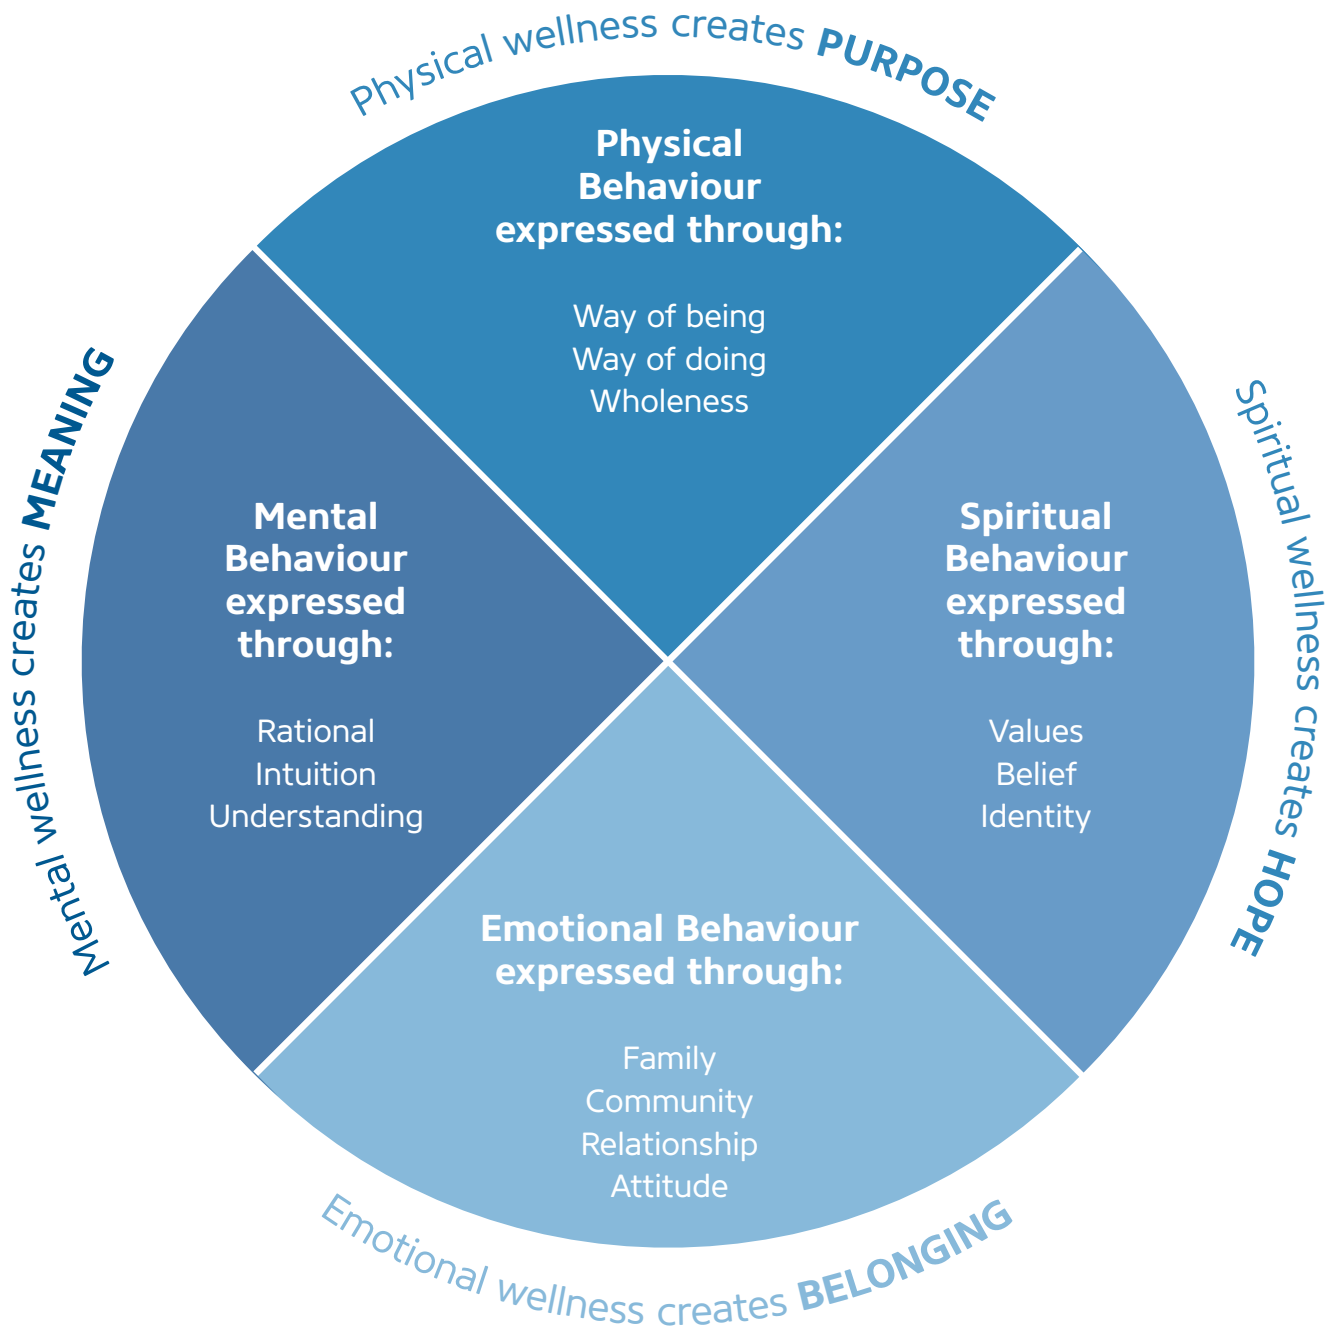 Physical wellness creates PURPOSE
Physical
Behaviour
expressed through:
Way of being
Way of doing
Wholeness
Spiritual wellness creates HOPE
Spiritual
Behaviour
expressed
through:
Values
Belief
Identity
Emotional Behaviour
expressed through:
Family
Community
Relationship
Attitude
Emotional wellness creates BELONGING
Mental wellness creates MEANING
Mental
Behaviour
expressed
through:
Rational
Intuition
Understanding